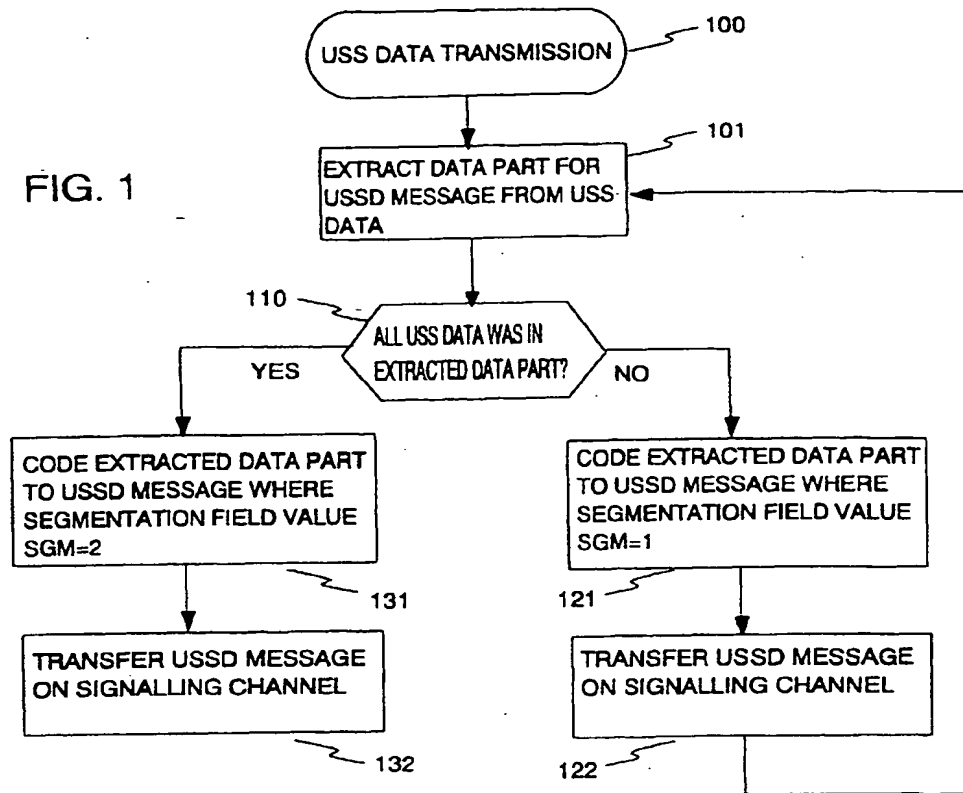 100
USS DATA TRANSMISSION
101
EXTRACT DATA PART FOR
USSD MESSAGE FROM USS
DATA
FIG. 1
110
ALL USS DATA WAS IN
EXTRACTED DATA PART?
YES
NO
CODE EXTRACTED DATA PART
TO USSD MESSAGE WHERE
SEGMENTATION FIELD VALUE
SGM=2
131
CODE EXTRACTED DATA PART
TO USSD MESSAGE WHERE
SEGMENTATION FIELD VALUE
SGM=1
121
TRANSFER USSD MESSAGE
ON SIGNALLING CHANNEL
132
TRANSFER USSD MESSAGE
ON SIGNALLING CHANNEL
122